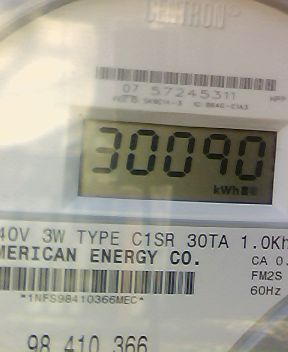 CENTRON®
07 57245311
30090
kWh
40V 3W TYPE C1SR 30TA 1.0Kh
MERICAN ENERGY CO.
CA 0.
FM2S
60Hz
*1NFS98410366MEC*
98 410 366